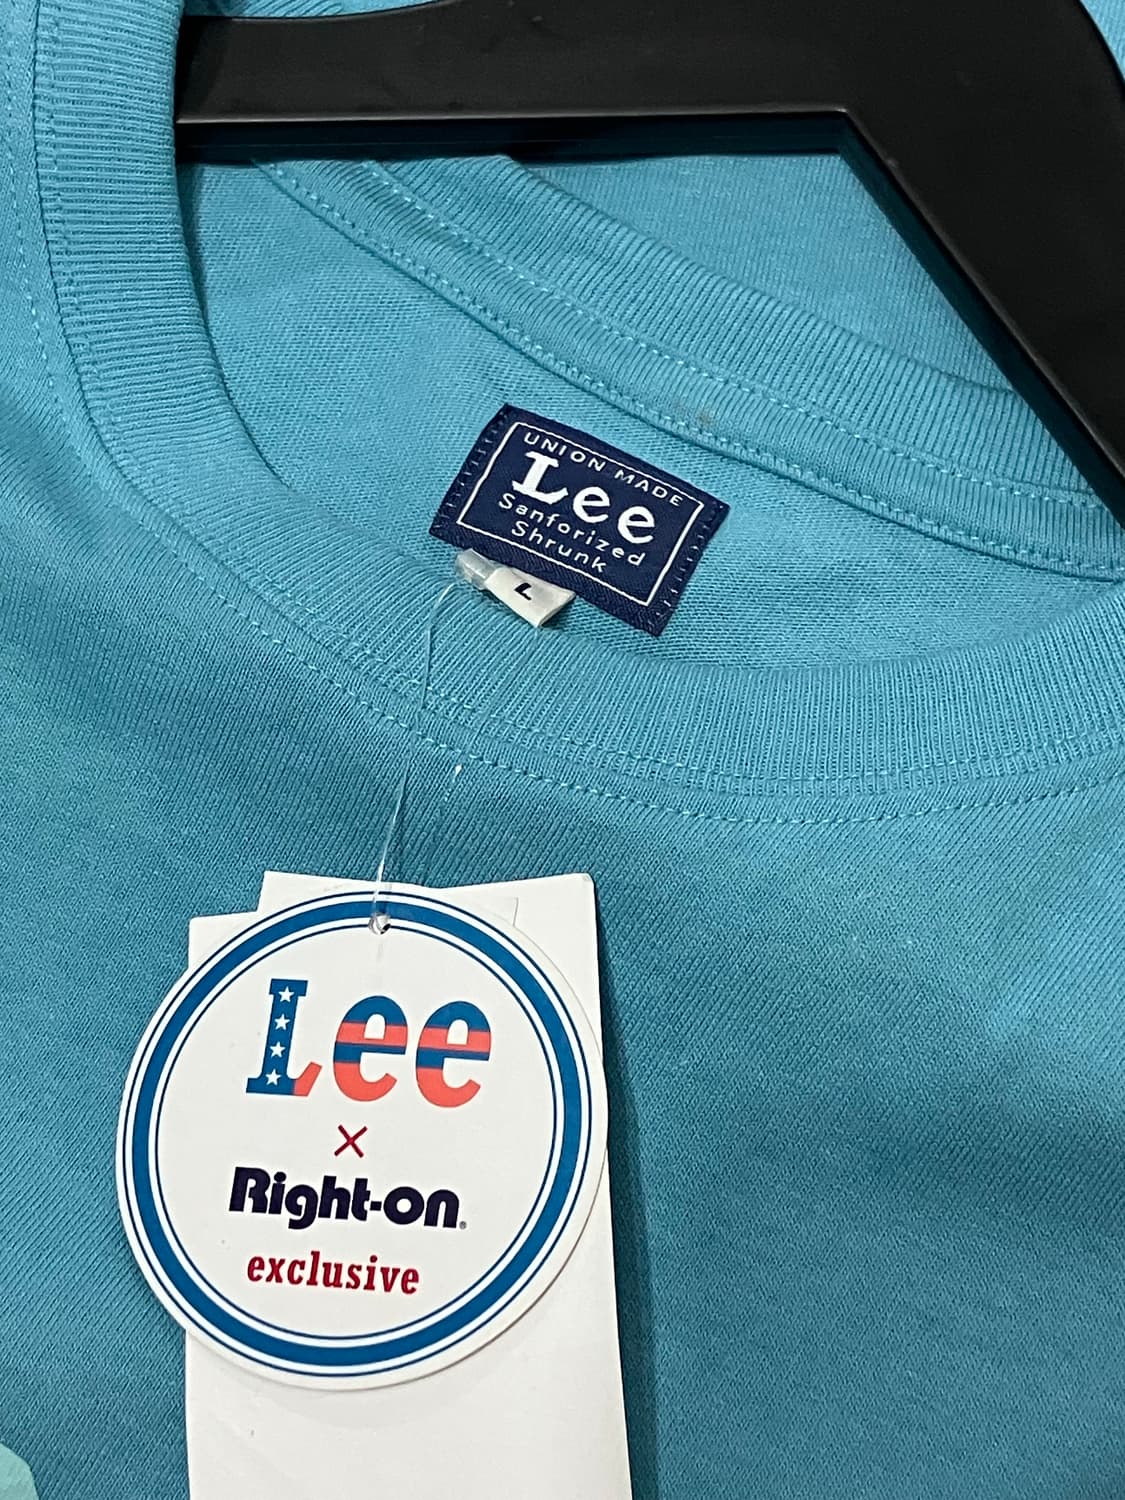 UNION MADE
Lee
Sanforized
Shrunk
L
Lee
×
Right-on®
exclusive